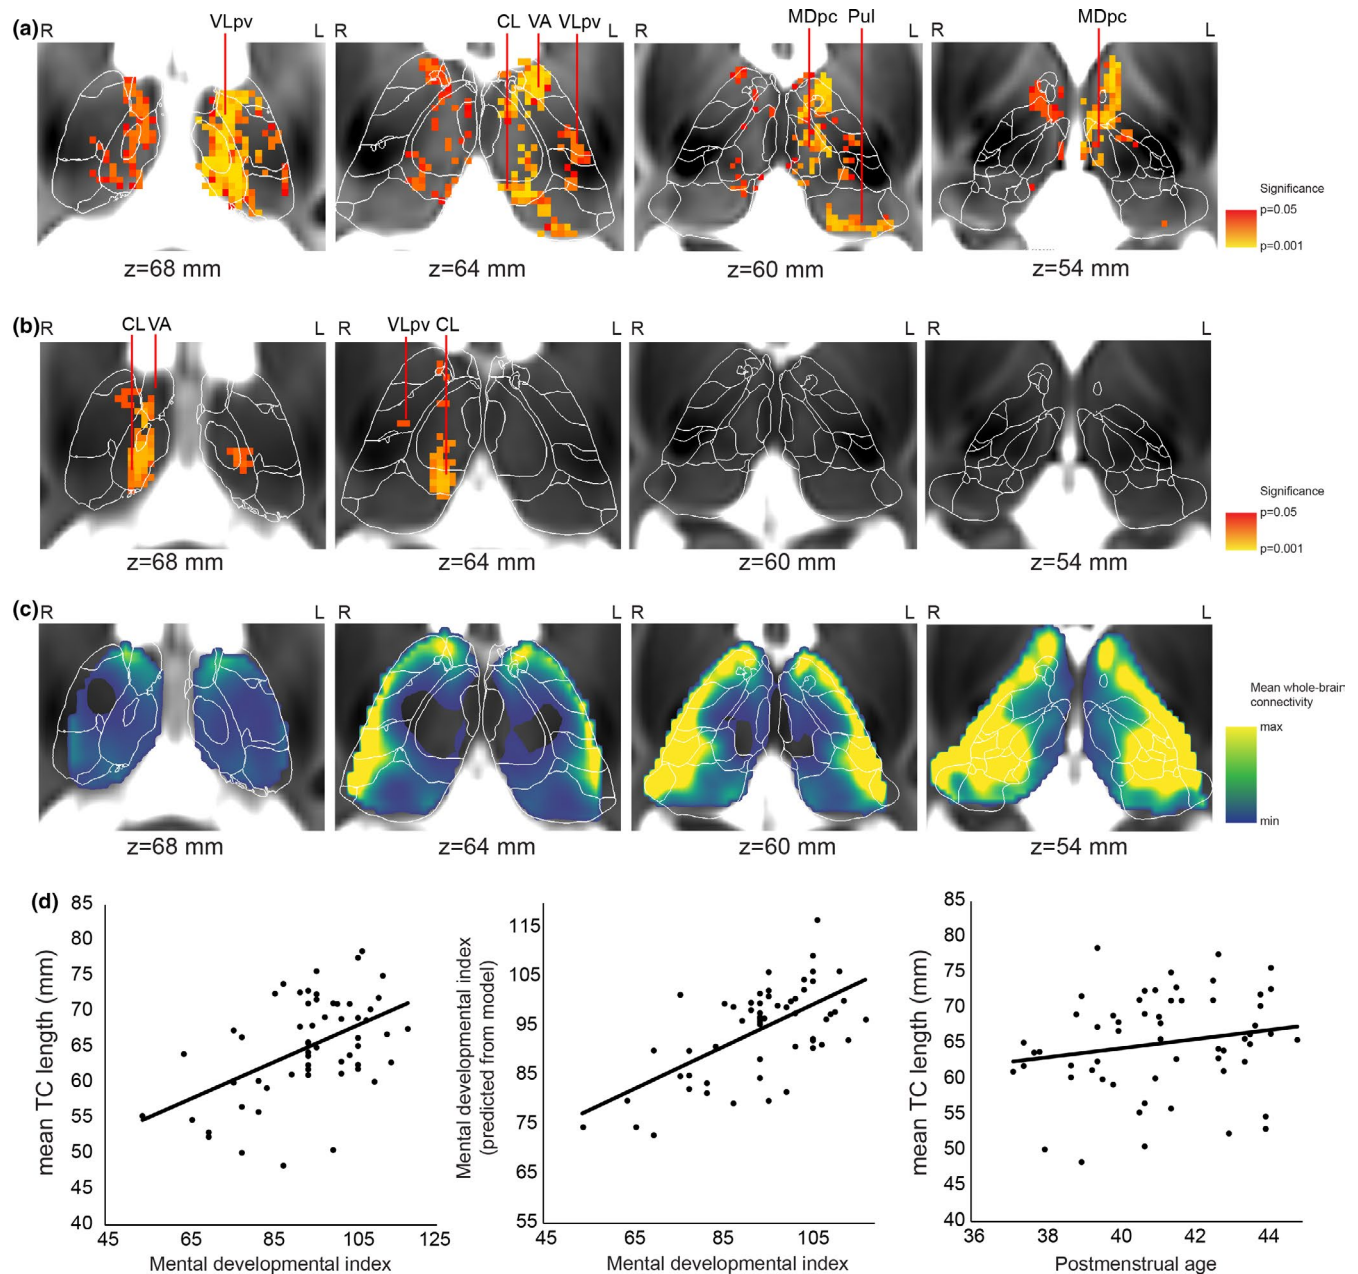 (a) R VLpv CL VA VLpv L MDpc Pul MDpc L
Significance
p=0.05
p=0.001
z=68 mm z=64 mm z=60 mm z=54 mm
(b) R CL VA L R VLpv CL L R L R L
Significance
p=0.05
p=0.001
z=68 mm z=64 mm z=60 mm z=54 mm
(c) R L R L R L R L
Mean whole-brain
connectivity
max
min
z=68 mm z=64 mm z=60 mm z=54 mm
(d)
mean TC length (mm)
85
80
75
70
65
60
55
50
45
40
45 65 85 105 125
Mental developmental index
Mental developmental index
(predicted from model)
115
105
95
85
75
65
55
45 65 85 105
Mental developmental index
mean TC length (mm)
85
80
75
70
65
60
55
50
45
40
36 38 40 42 44
Postmenstrual age